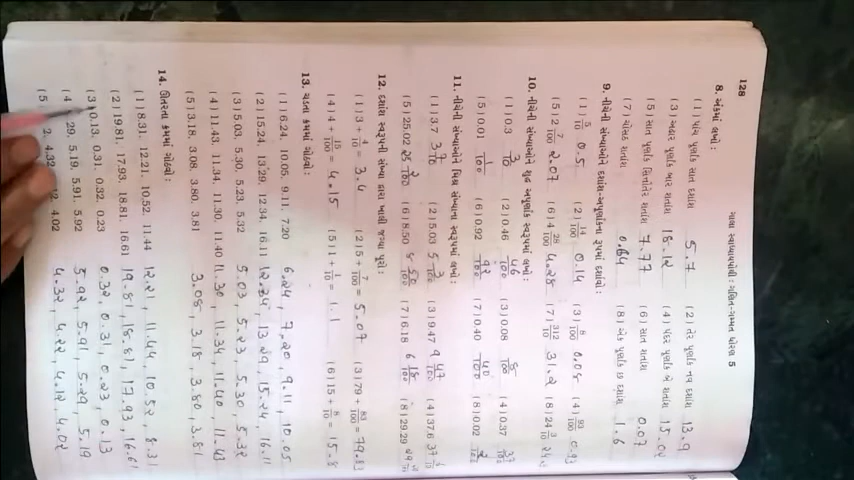 128 મારી સ્વાધ્યાયપોથી : ગણિત-ગમ્મત ધોરણ 5
8. અંકમાં લખો :
(1) પાંચ પૂર્ણાંક સાત દશાંશ 5.7 (2) તેર પૂર્ણાંક નવ દશાંશ 13.9
(3) અઢાર પૂર્ણાંક બાર શતાંશ 18.12 (4) પંદર પૂર્ણાંક બે શતાંશ 15.02
(5) સાત પૂર્ણાંક સિત્તોતેર શતાંશ 7.77 (6) સાત શતાંશ 0.07
(7) ચોસઠ શતાંશ 0.64 (8) એક પૂર્ણાંક છ દશાંશ 1.6
9. નીચેની સંખ્યાઓને દશાંશ-અપૂર્ણાંકના રૂપમાં દર્શાવો :
(1) 5/10 0.5 (2) 14/100 0.14 (3) 8/100 0.08 (4) 93/100 0.93
(5) 2 7/100 2.07 (6) 4 28/100 4.28 (7) 312/10 31.2 (8) 24 3/10
10. નીચેની સંખ્યાઓને શુદ્ધ અપૂર્ણાંક સ્વરૂપમાં લખો :
(1) 0.3 3/10 (2) 0.46 46/100 (3) 0.08 8/100 (4) 0.37 37/100
(5) 0.01 1/100 (6) 0.92 92/100 (7) 0.40 40/100 (8) 0.02 2/100
11. નીચેની સંખ્યાઓને મિશ્ર સંખ્યાના સ્વરૂપમાં લખો :
(1) 3.7 3 7/10 (2) 5.03 5 3/100 (3) 9.47 9 47/100 (4) 37.6 37 6/10
(5) 25.02 25 2/100 (6) 8.50 8 50/100 (7) 6.18 6 18/100 (8) 29.29
12. દશાંશ સ્વરૂપની સંખ્યા દ્વારા ખાલી જગ્યા પૂરો :
(1) 3 + 4/10 = 3.4 (2) 5 + 7/100 = 5.07 (3) 79 + 83/100 = 79.83
(4) 4 + 15/100 = 4.15 (5) 1 + 1/10 = 1.1 (6) 15 + 8/10 = 15.8
13. ચડતા ક્રમમાં ગોઠવો :
(1) 6.24, 10.05, 9.11, 7.20 6.24, 7.20, 9.11, 10.05
(2) 15.24, 13.29, 12.34, 16.11 12.34, 13.29, 15.24, 16.11
(3) 5.03, 5.30, 5.23, 5.32 5.03, 5.23, 5.30, 5.32
(4) 11.43, 11.34, 11.30, 11.40 11.30, 11.34, 11.40, 11.43
(5) 3.18, 3.08, 3.80, 3.81 3.08, 3.18, 3.80, 3.81
14. ઊતરતા ક્રમમાં ગોઠવો :
(1) 8.31, 12.21, 10.52, 11.44 12.21, 11.44, 10.52, 8.31
(2) 19.81, 17.93, 18.81, 16.61 19.81, 18.81, 17.93, 16.61
(3) 0.13, 0.31, 0.32, 0.23 0.32, 0.31, 0.23, 0.13
(4 29, 5.19, 5.91, 5.92 5.92, 5.91, 5.29, 5.19
(5 2, 4.32, 12, 4.02 4.32, 4.22, 4.12, 4.02